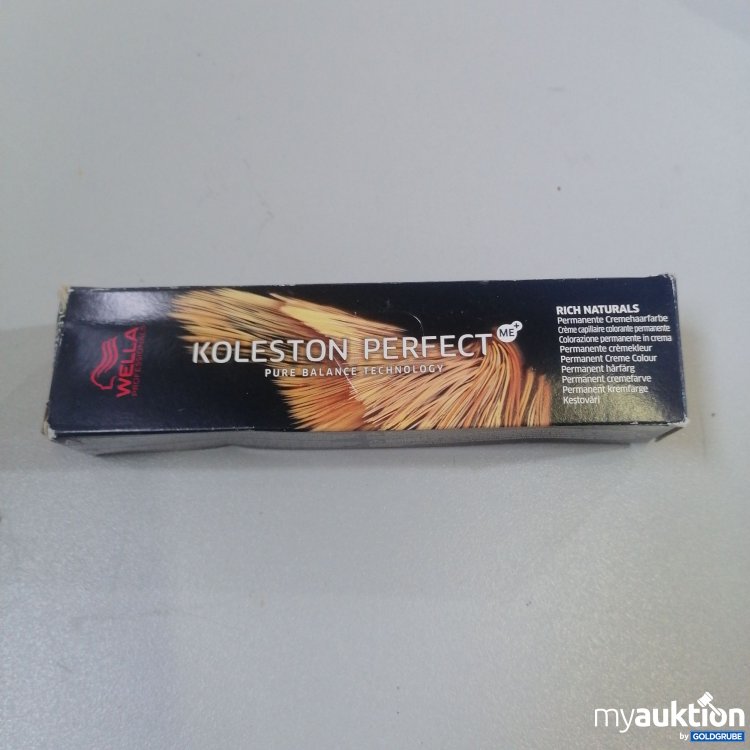 WELLA
PROFESSIONALS
KOLESTON PERFECT ME+
PURE BALANCE TECHNOLOGY
RICH NATURALS
Permanente Cremehaarfarbe
Crème capillaire colorante permanente
Colorazione permanente in crema
Permanente crèmekleur
Permanent Creme Colour
Permanent hårfärg
Permanent cremefarve
Permanent kremfarge
Kestoväri
myauktion
by GOLDGRUBE